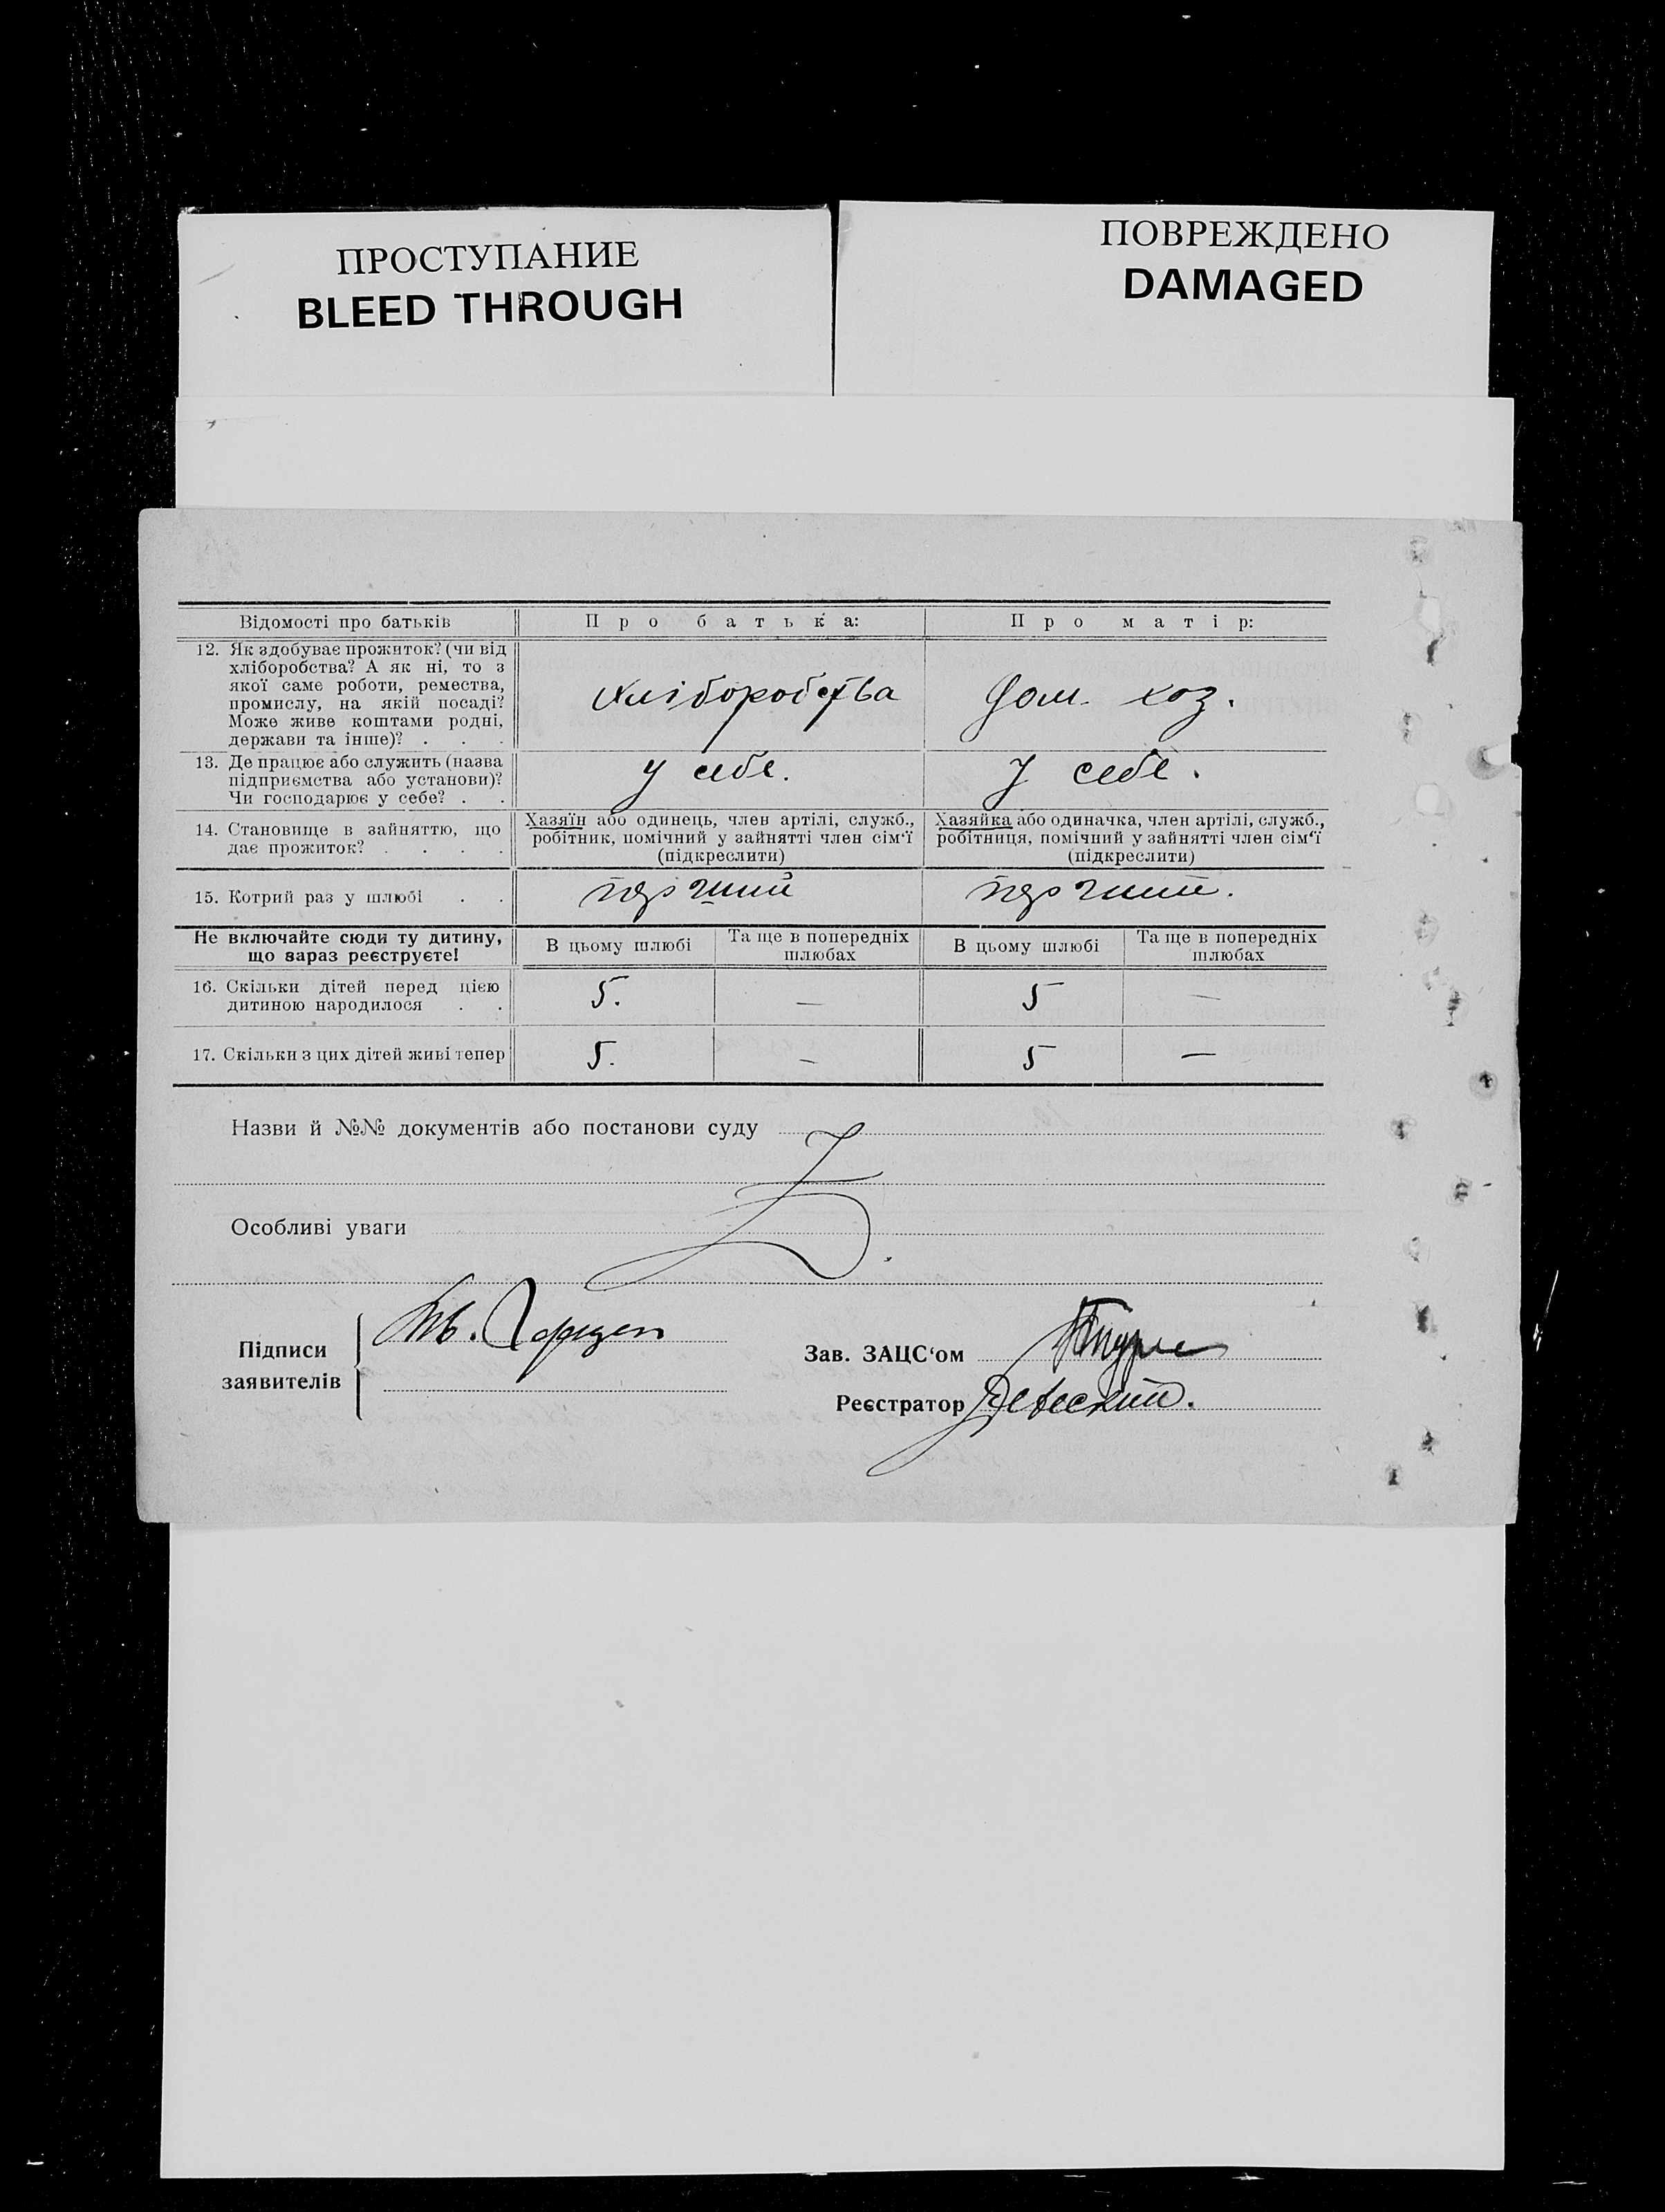 ПРОСТУПАНИЕ
BLEED THROUGH
ПОВРЕЖДЕНО
DAMAGED
Відомості про батьків
Про батька:
Про матір:
12. Як здобуває прожиток? (чи від
хліборобства? А як ні, то з
якої саме роботи, ремества,
промислу, на якій посаді?
Може живе коштами родні,
держави та інше)? . . .
хліборобства
Дом. хоз.
13. Де працює або служить (назва
підприємства або установи)?
Чи господарює у себе? . .
у себе.
У себе.
14. Становище в зайняттю, що
дає прожиток? . . . .
Хазяїн або одинець, член артілі, служб.,
робітник, помічний у зайнятті член сім'ї
(підкреслити)
Хазяйка або одиначка, член артілі, служб.,
робітниця, помічний у зайнятті член сім'ї
(підкреслити)
15. Котрий раз у шлюбі . .
Не включайте сюди ту дитину,
що зараз реєструєте!
В цьому шлюбі
Та ще в попередніх
шлюбах
В цьому шлюбі
Та ще в попередніх
шлюбах
16. Скільки дітей перед цією
дитиною народилося . .
5.
—
5
—
17. Скільки з цих дітей живі тепер
5.
—
5
—
Назви й №№ документів або постанови суду
Особливі уваги
Підписи
заявителів
Зав. ЗАЦС'ом
Реєстратор